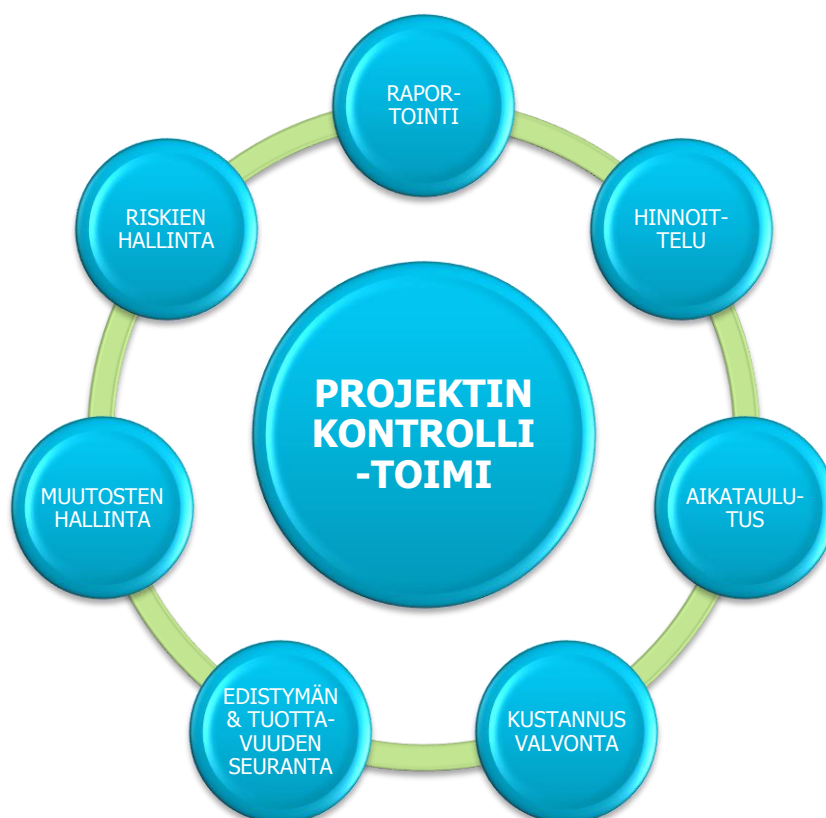 RAPOR-
TOINTI
RISKIEN
HALLINTA
HINNOIT-
TELU
PROJEKTIN
KONTROLLI
-TOIMI
MUUTOSTEN
HALLINTA
AIKATAULU-
TUS
EDISTYMÄN
& TUOTTA-
VUUDEN
SEURANTA
KUSTANNUS
VALVONTA